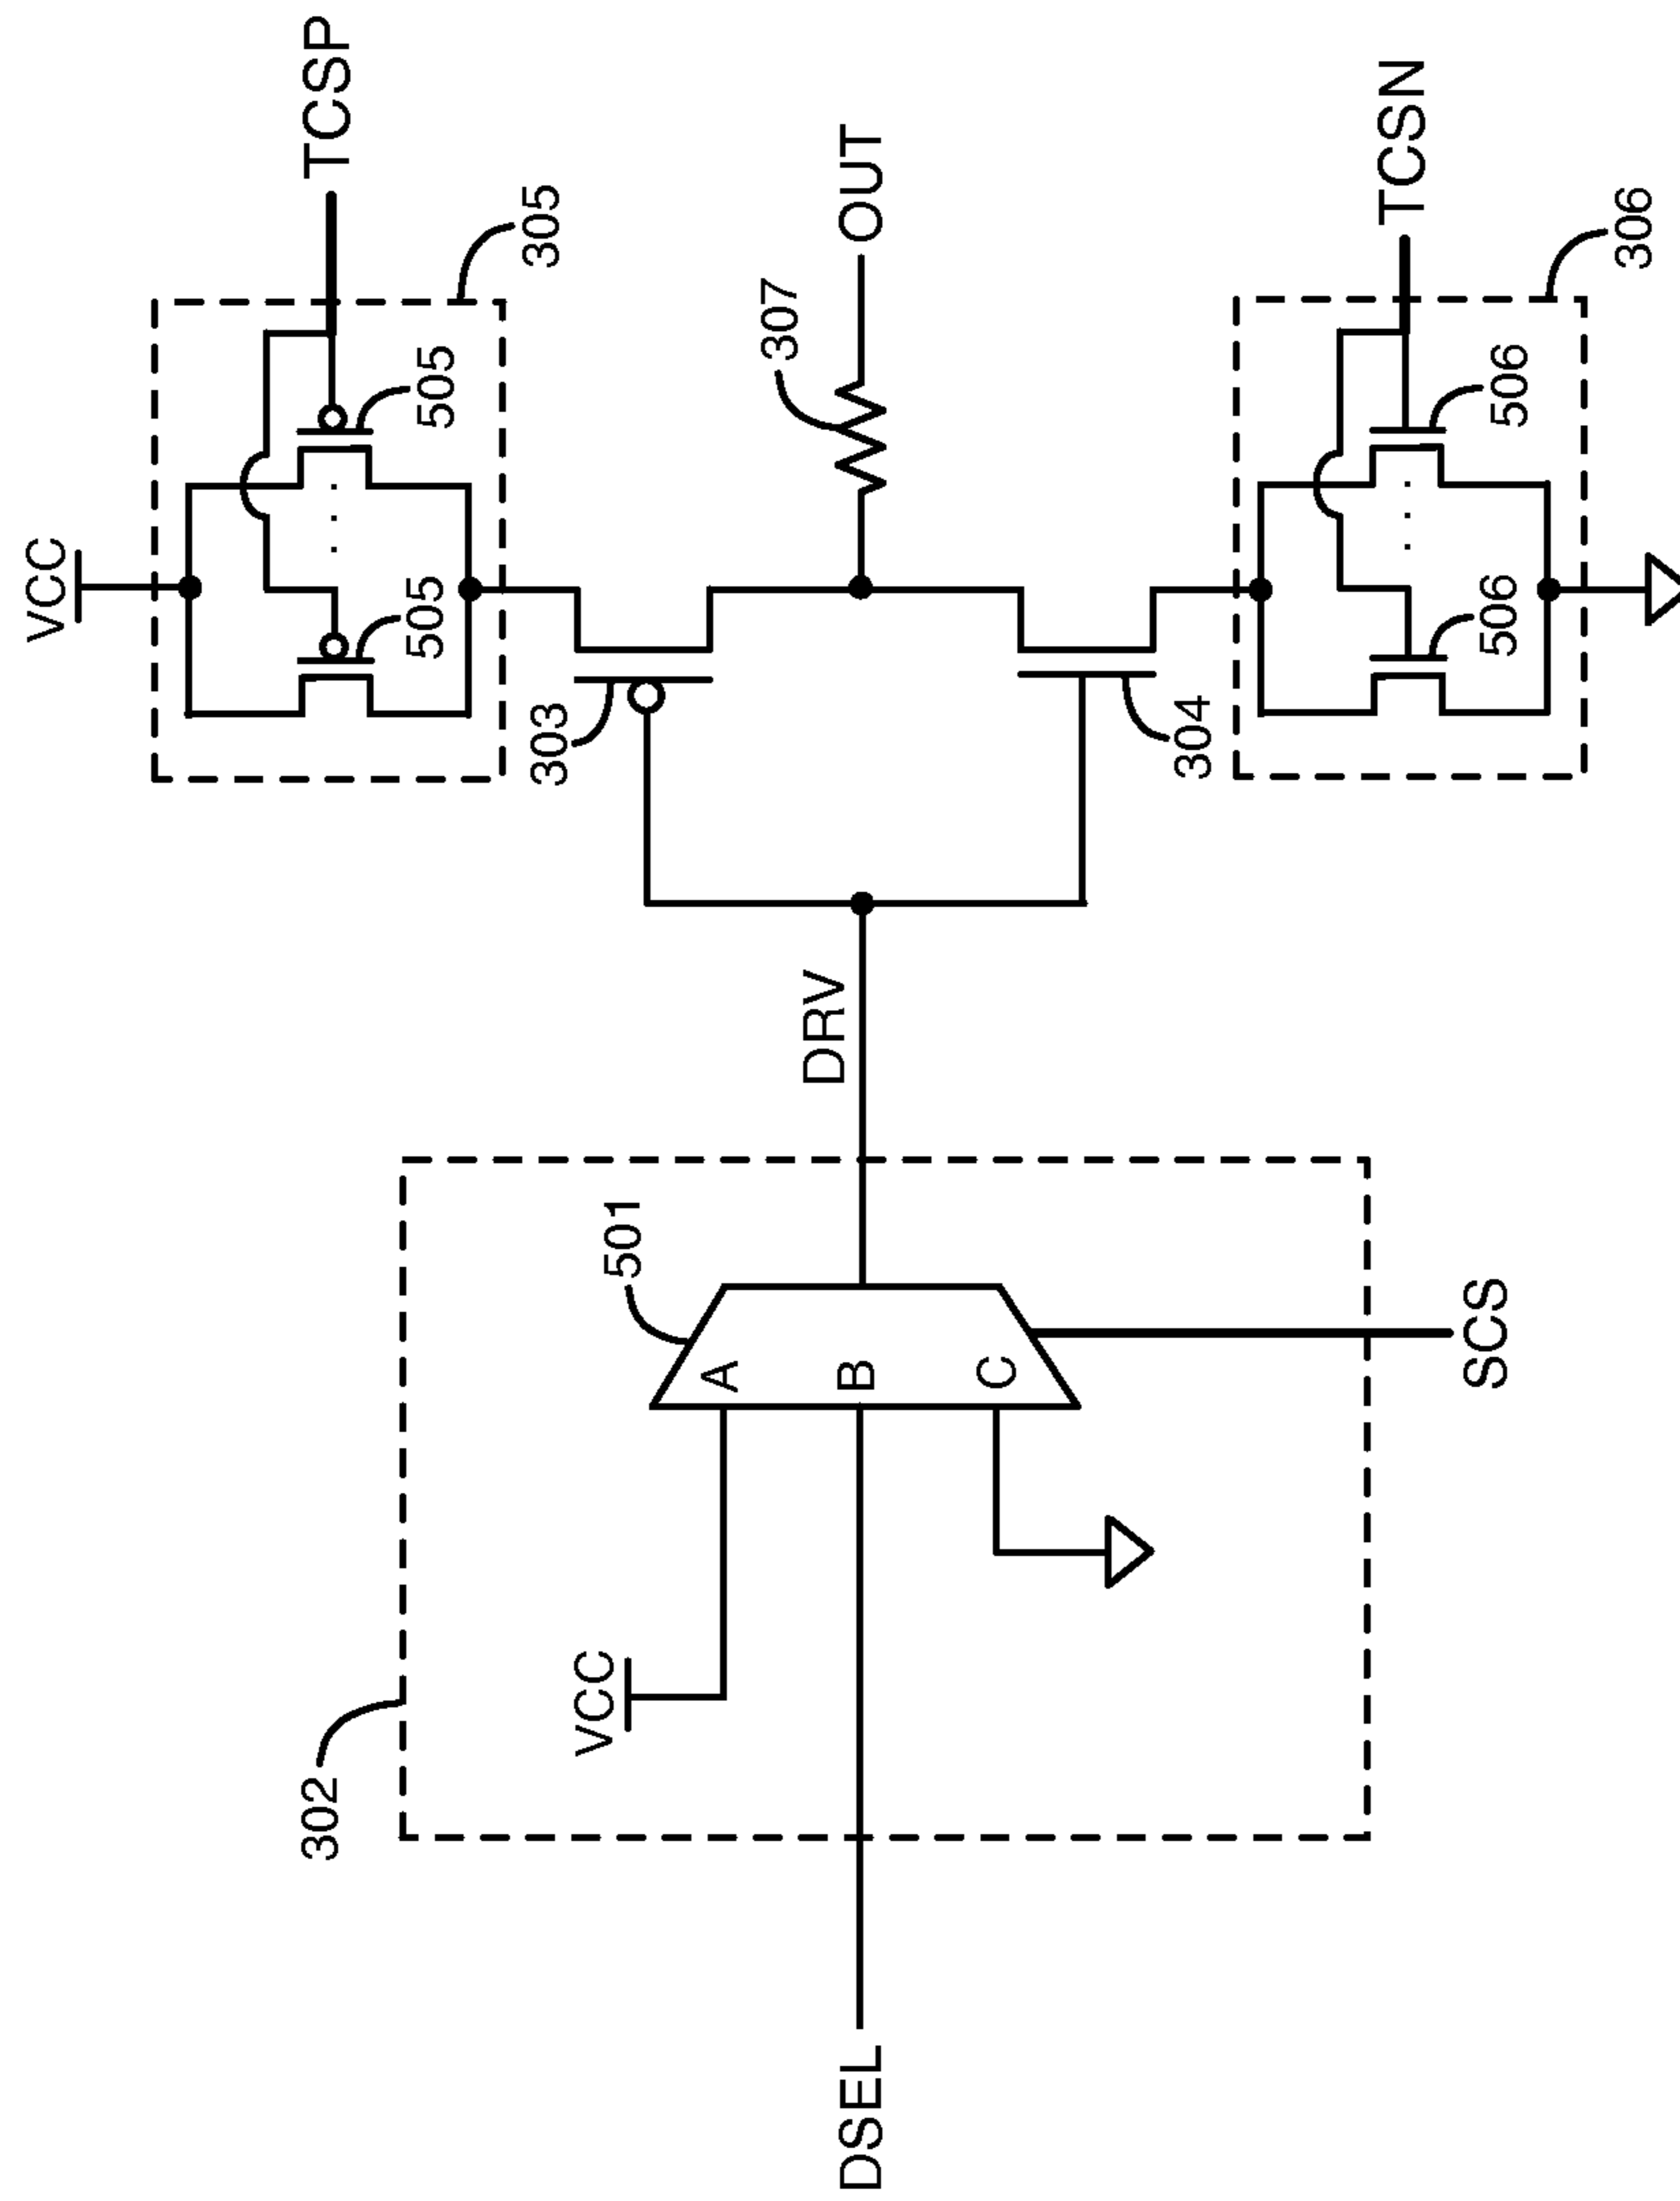 VCC
TCSP
305
505
505
303
307
OUT
DRV
304
TCSN
306
506
506
302
501
A
B
C
VCC
DSEL
SCS